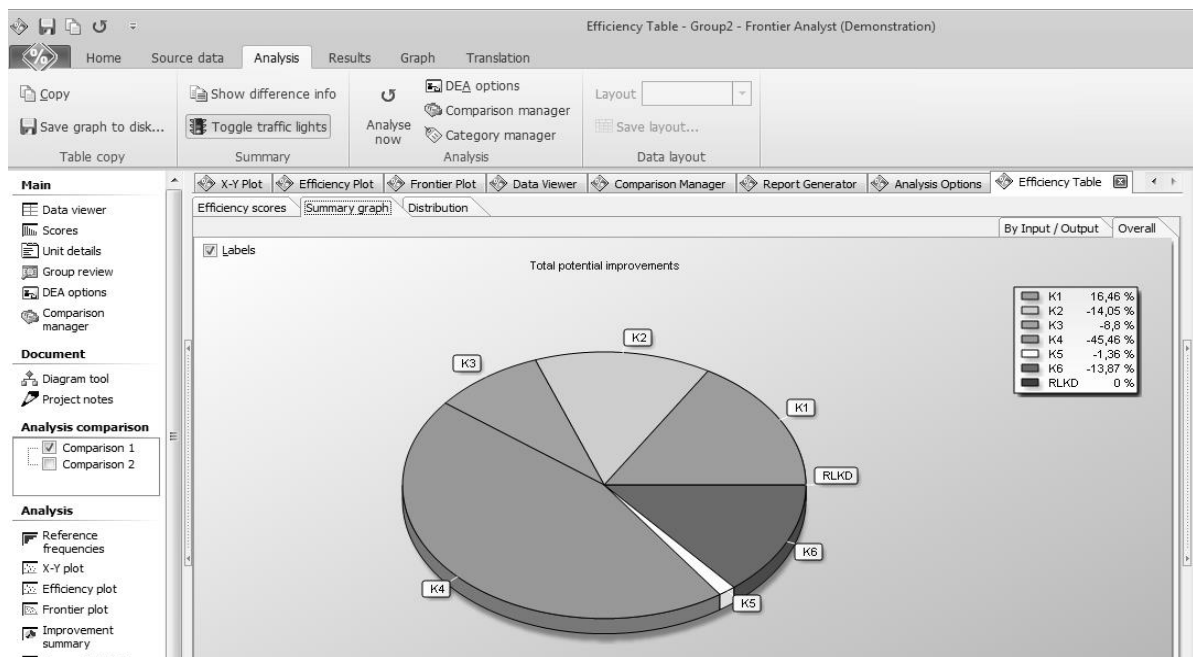 Efficiency Table - Group2 - Frontier Analyst (Demonstration)
Home Source data Analysis Results Graph Translation
Copy
Save graph to disk...
Table copy
Show difference info
Toggle traffic lights
Summary
Analyse now
DEA options
Comparison manager
Category manager
Analysis
Layout
Save layout...
Data layout
Main
Data viewer
Scores
Unit details
Group review
DEA options
Comparison
manager
Document
Diagram tool
Project notes
Analysis comparison
Comparison 1
Comparison 2
Analysis
Reference
frequencies
X-Y plot
Efficiency plot
Frontier plot
Improvement
summary
X-Y Plot Efficiency Plot Frontier Plot Data Viewer Comparison Manager Report Generator Analysis Options Efficiency Table
Efficiency scores Summary graph Distribution
By Input / Output Overall
Labels
Total potential improvements
K1 16,46 %
K2 -14,05 %
K3 -8,8 %
K4 -45,46 %
K5 -1,36 %
K6 -13,87 %
RLKD 0 %
K2
K3
K1
RLKD
K6
K4
K5